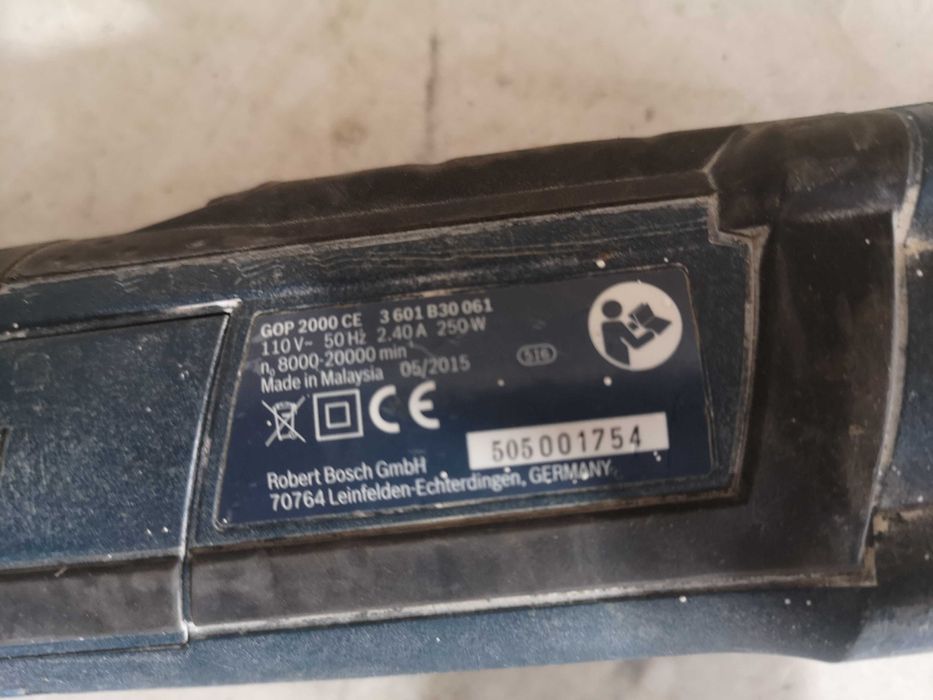 GOP 2000 CE 3 601 B30 061
110 V~ 50 Hz 2.40 A 250 W
n₀ 8000-20000 min⁻¹
Made in Malaysia 05/2015
CE
505001754
Robert Bosch GmbH
70764 Leinfelden-Echterdingen, GERMANY